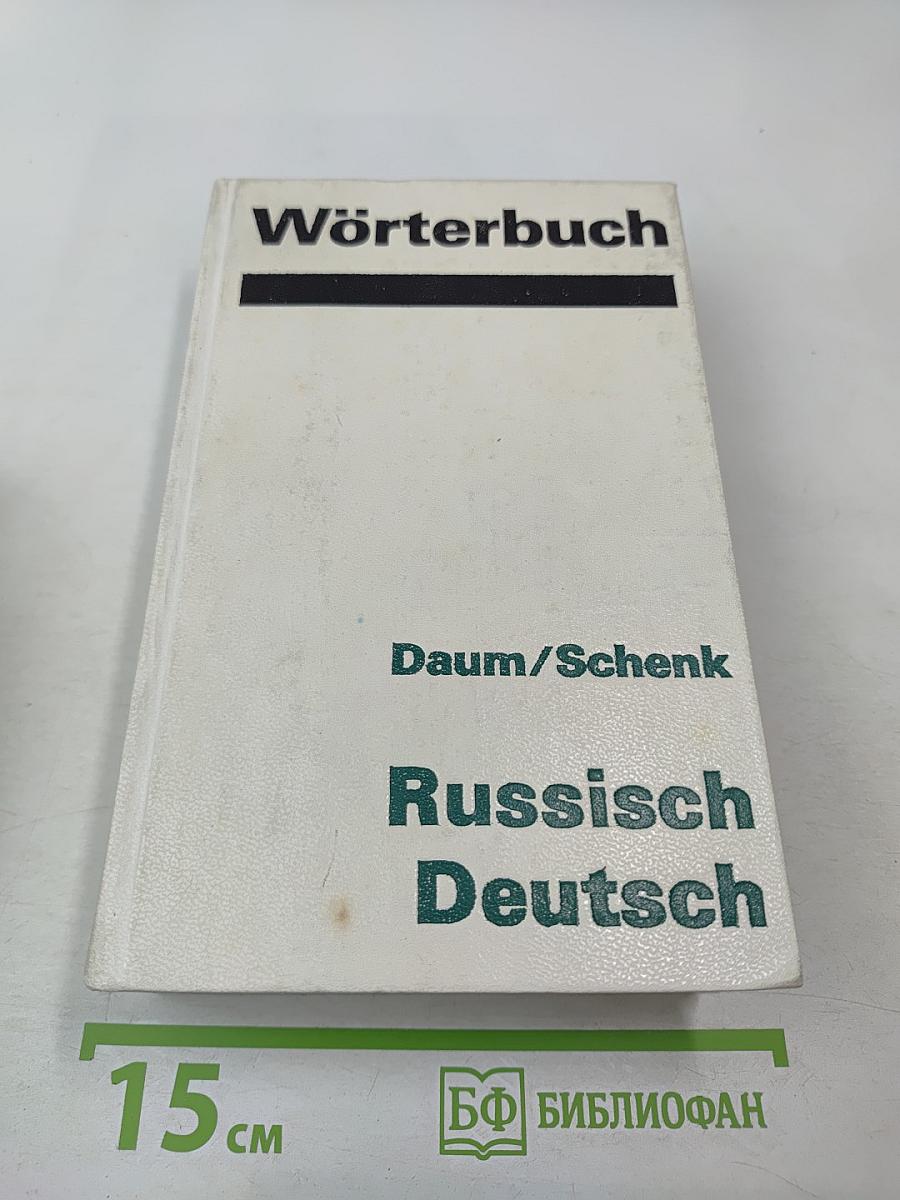 Wörterbuch
Daum/Schenk
Russisch
Deutsch
15 см
БФ БИБЛИОФАН